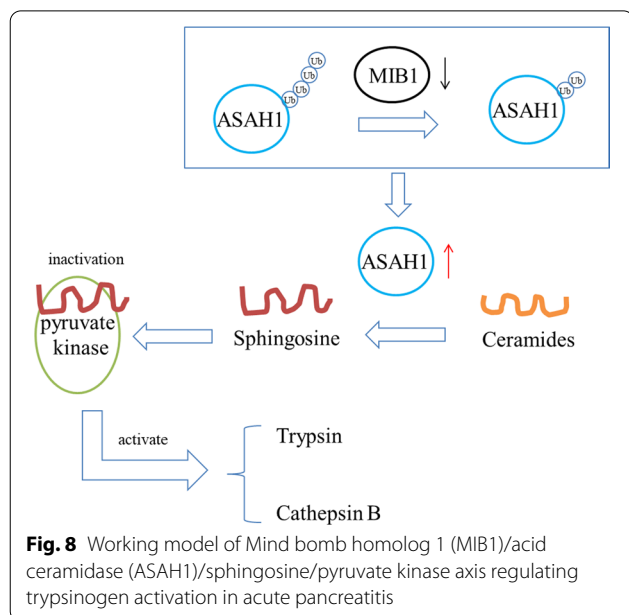 Ub
Ub
Ub
Ub
ASAH1
MIB1
Ub
Ub
ASAH1
ASAH1
inactivation
pyruvate
kinase
Sphingosine
Ceramides
activate
Trypsin
Cathepsin B
Fig. 8 Working model of Mind bomb homolog 1 (MIB1)/acid
ceramidase (ASAH1)/sphingosine/pyruvate kinase axis regulating
trypsinogen activation in acute pancreatitis